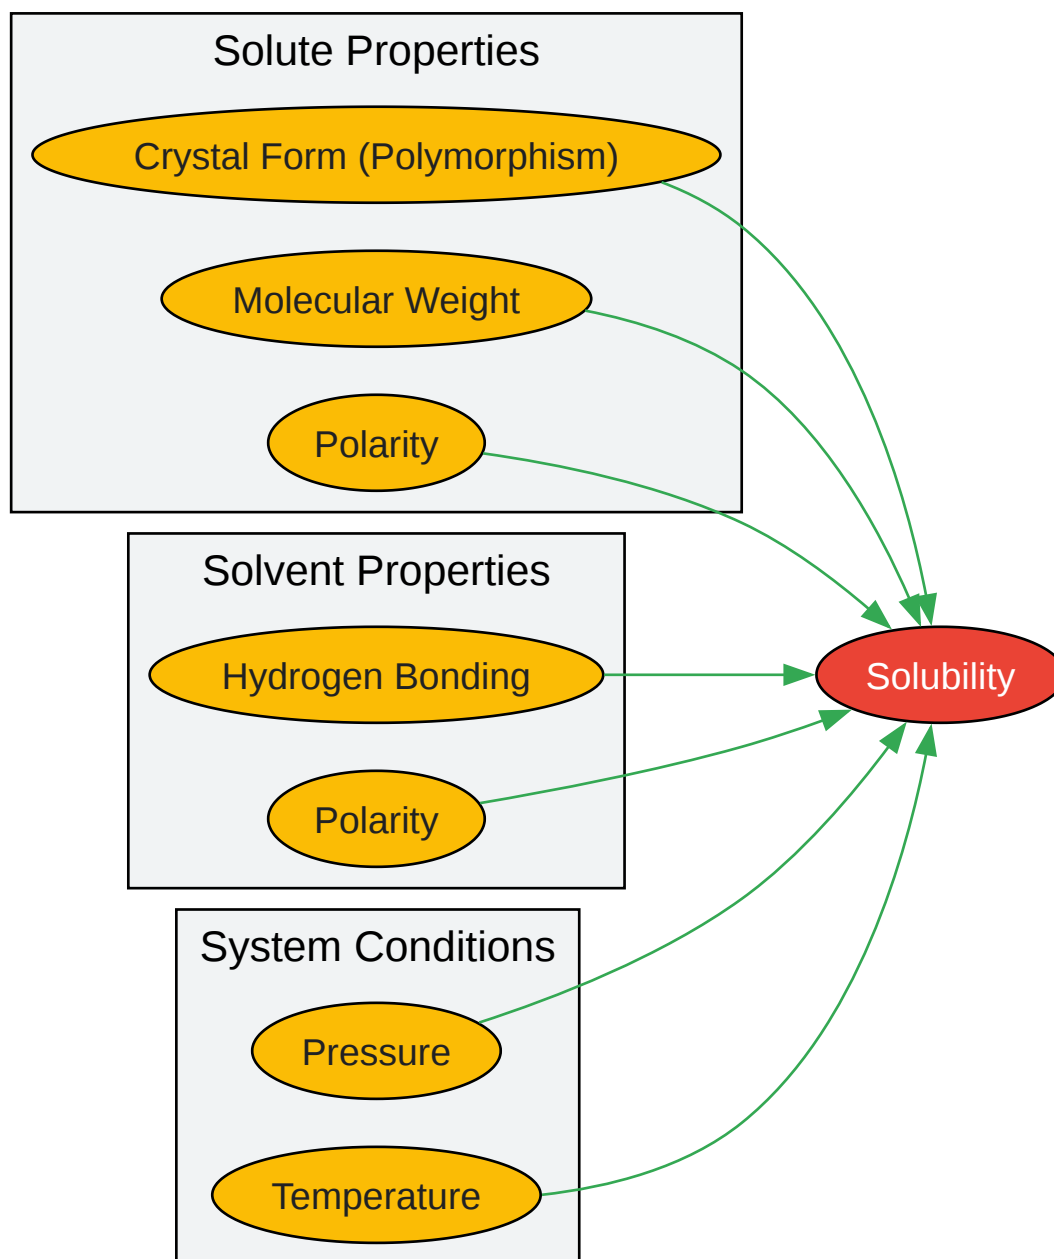 Solute Properties
Crystal Form (Polymorphism)
Molecular Weight
Polarity
Solvent Properties
Hydrogen Bonding
Polarity
System Conditions
Pressure
Temperature
Solubility